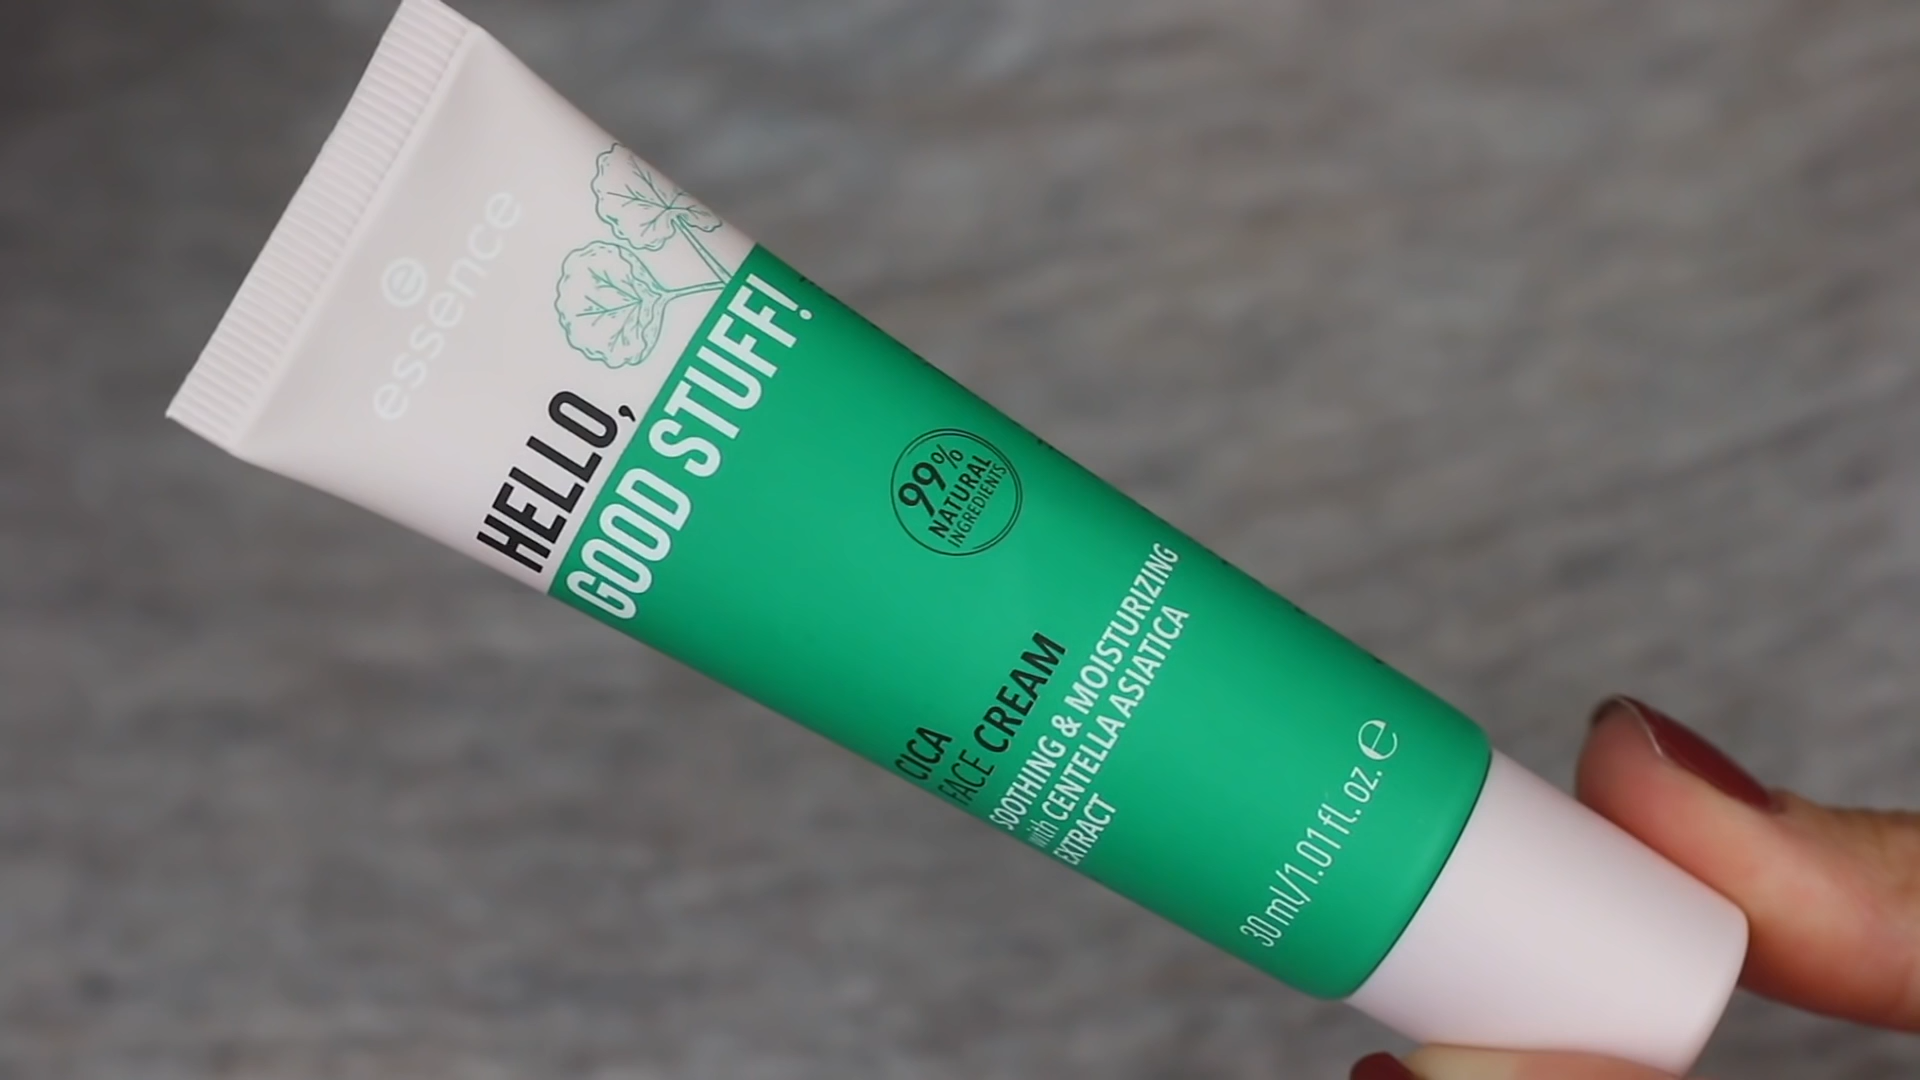 e
essence
HELLO,
GOOD STUFF!
99%
NATURAL
INGREDIENTS
CICA
FACE CREAM
SOOTHING & MOISTURIZING
with CENTELLA ASIATICA
EXTRACT
30 ml/1.01 fl.oz. ℮